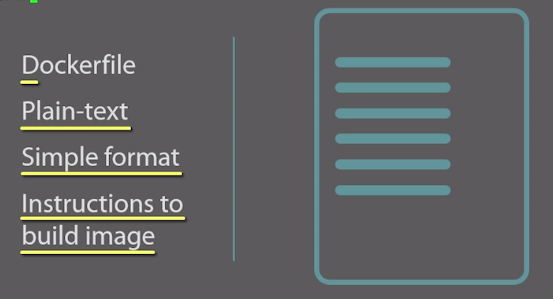 Dockerfile
Plain-text
Simple format
Instructions to
build image